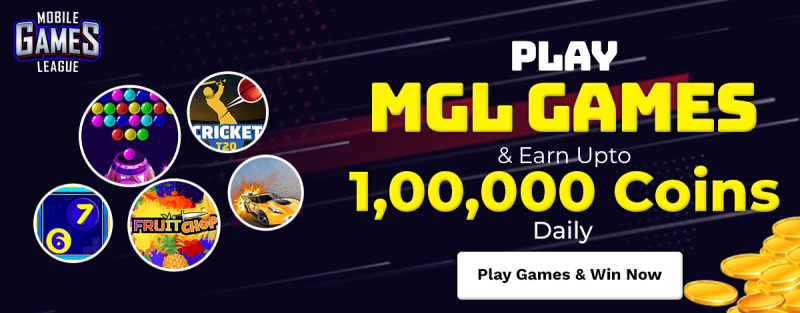 MOBILE
GAMES
LEAGUE
PLAY
MGL GAMES
& Earn Upto
1,00,000 Coins
Daily
Play Games & Win Now
CRICKET
T20
7
6
FRUIT CHOP